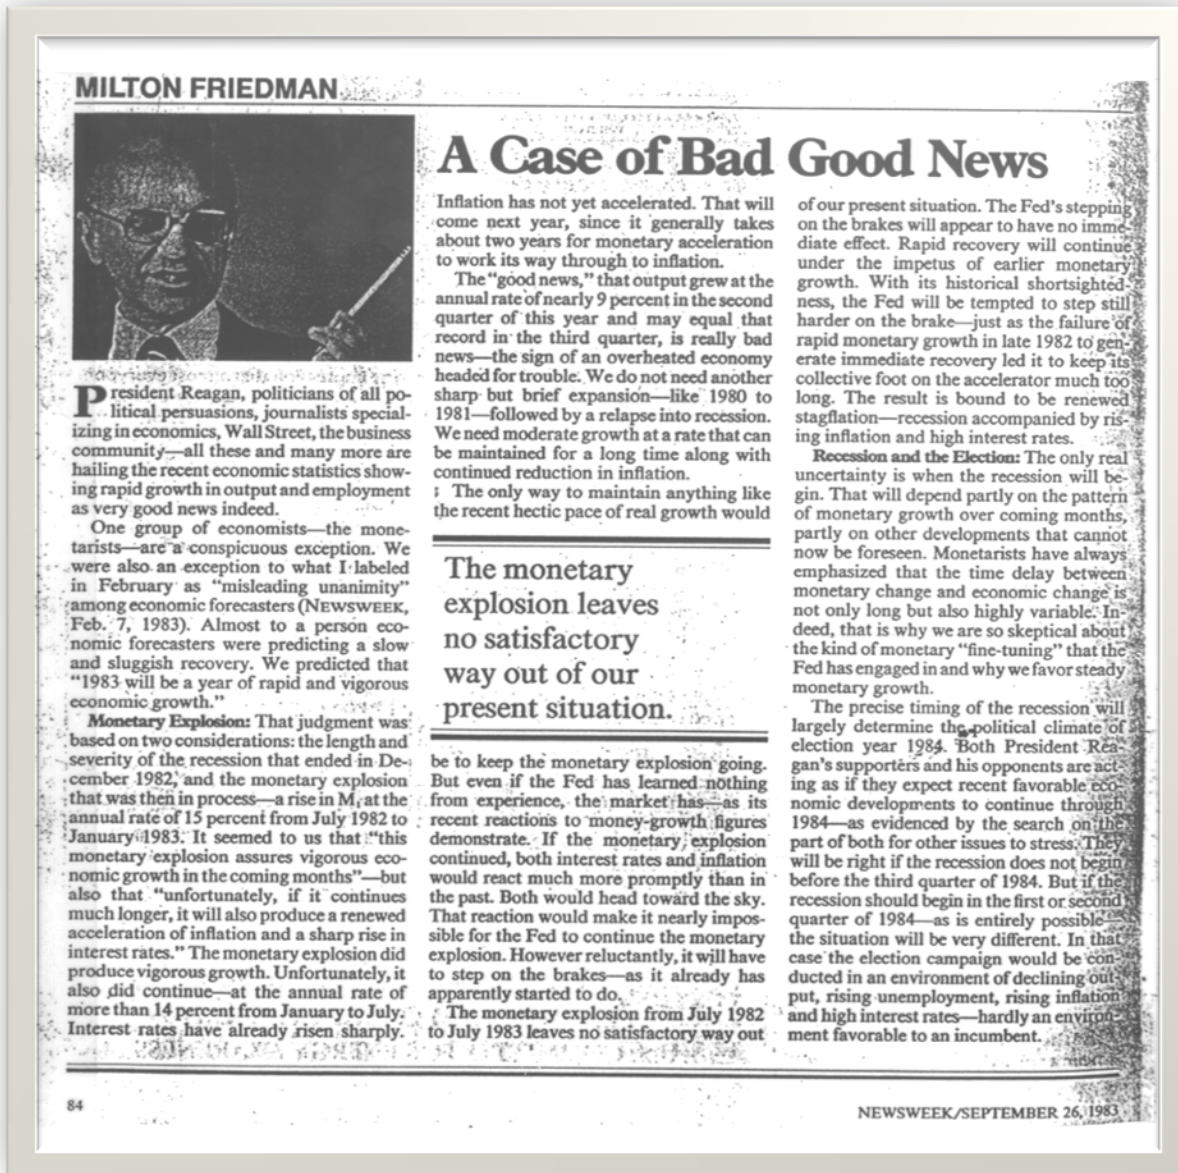 MILTON FRIEDMAN
A Case of Bad Good News
President Reagan, politicians of all po-
litical persuasions, journalists special-
izing in economics, Wall Street, the business
community—all these and many more are
hailing the recent economic statistics show-
ing rapid growth in output and employment
as very good news indeed.
One group of economists—the mone-
tarists—are a conspicuous exception. We
were also an exception to what I labeled
in February as “misleading unanimity”
among economic forecasters (NEWSWEEK,
Feb. 7, 1983). Almost to a person eco-
nomic forecasters were predicting a slow
and sluggish recovery. We predicted that
“1983 will be a year of rapid and vigorous
economic growth.”
Monetary Explosion: That judgment was
based on two considerations: the length and
severity of the recession that ended in De-
cember 1982, and the monetary explosion
that was then in process—a rise in M₁ at the
annual rate of 15 percent from July 1982 to
January 1983. It seemed to us that “this
monetary explosion assures vigorous eco-
nomic growth in the coming months”—but
also that “unfortunately, if it continues
much longer, it will also produce a renewed
acceleration of inflation and a sharp rise in
interest rates.” The monetary explosion did
produce vigorous growth. Unfortunately, it
also did continue—at the annual rate of
more than 14 percent from January to July.
Interest rates have already risen sharply.
Inflation has not yet accelerated. That will
come next year, since it generally takes
about two years for monetary acceleration
to work its way through to inflation.
The “good news,” that output grew at the
annual rate of nearly 9 percent in the second
quarter of this year and may equal that
record in the third quarter, is really bad
news—the sign of an overheated economy
headed for trouble. We do not need another
sharp but brief expansion—like 1980 to
1981—followed by a relapse into recession.
We need moderate growth at a rate that can
be maintained for a long time along with
continued reduction in inflation.
The only way to maintain anything like
the recent hectic pace of real growth would
The monetary
explosion leaves
no satisfactory
way out of our
present situation.
be to keep the monetary explosion going.
But even if the Fed has learned nothing
from experience, the market has—as its
recent reactions to money-growth figures
demonstrate. If the monetary explosion
continued, both interest rates and inflation
would react much more promptly than in
the past. Both would head toward the sky.
That reaction would make it nearly impos-
sible for the Fed to continue the monetary
explosion. However reluctantly, it will have
to step on the brakes—as it already has
apparently started to do.
The monetary explosion from July 1982
to July 1983 leaves no satisfactory way out
of our present situation. The Fed's stepping
on the brakes will appear to have no imme-
diate effect. Rapid recovery will continue
under the impetus of earlier monetary
growth. With its historical shortsighted-
ness, the Fed will be tempted to step still
harder on the brake—just as the failure of
rapid monetary growth in late 1982 to gen-
erate immediate recovery led it to keep its
collective foot on the accelerator much too
long. The result is bound to be renewed
stagflation—recession accompanied by ris-
ing inflation and high interest rates.
Recession and the Election: The only real
uncertainty is when the recession will be-
gin. That will depend partly on the pattern
of monetary growth over coming months,
partly on other developments that cannot
now be foreseen. Monetarists have always
emphasized that the time delay between
monetary change and economic change is
not only long but also highly variable. In-
deed, that is why we are so skeptical about
the kind of monetary “fine-tuning” that the
Fed has engaged in and why we favor steady
monetary growth.
The precise timing of the recession will
largely determine the political climate of
election year 1984. Both President Rea-
gan's supporters and his opponents are act-
ing as if they expect recent favorable eco-
nomic developments to continue through
1984—as evidenced by the search on the
part of both for other issues to stress. They
will be right if the recession does not begin
before the third quarter of 1984. But if the
recession should begin in the first or second
quarter of 1984—as is entirely possible—
the situation will be very different. In that
case the election campaign would be con-
ducted in an environment of declining out-
put, rising unemployment, rising inflation
and high interest rates—hardly an environ-
ment favorable to an incumbent.
84
NEWSWEEK/SEPTEMBER 26, 1983